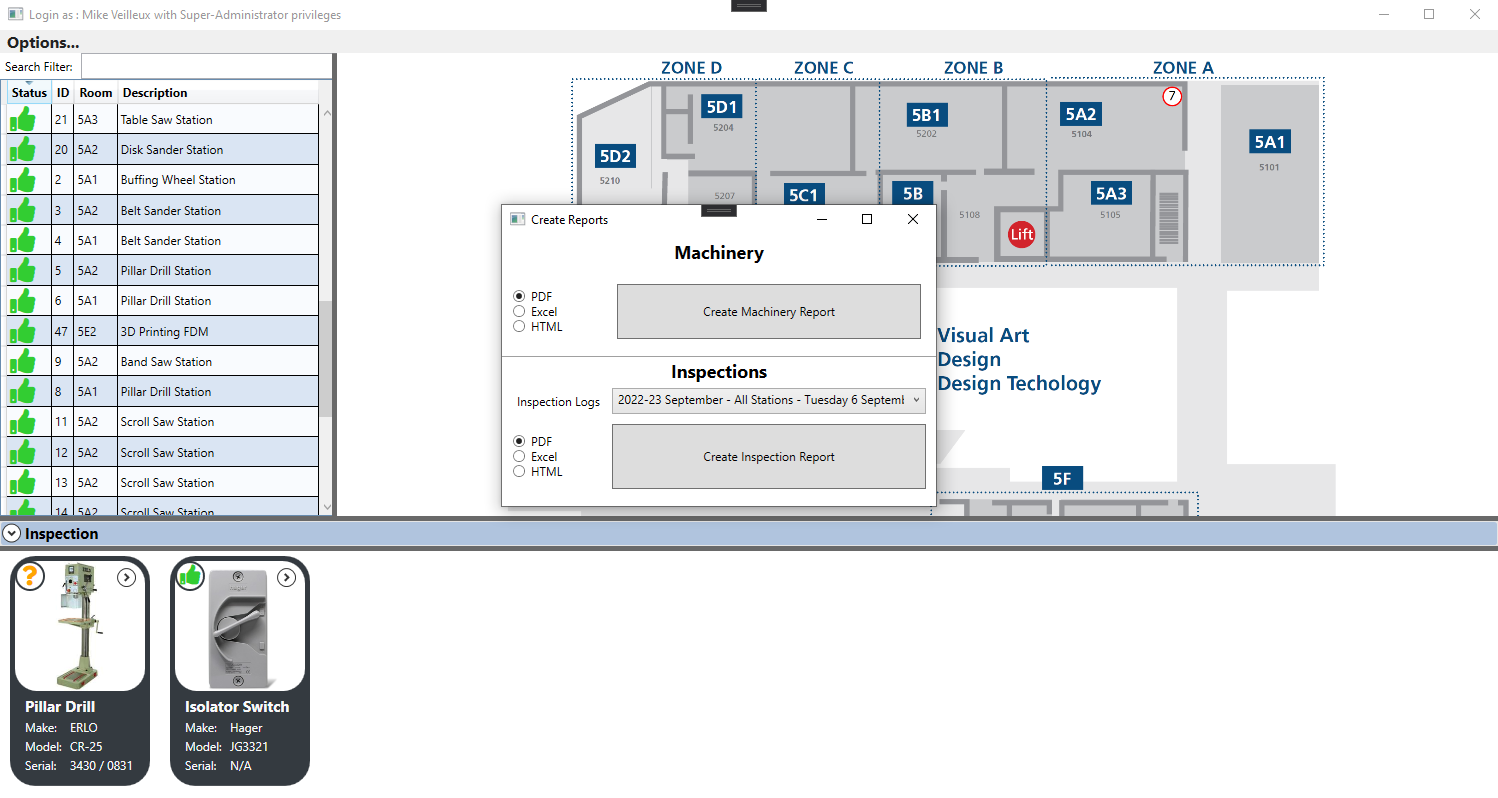 Login as : Mike Veilleux with Super-Administrator privileges
Options...
Search Filter:
Status ID Room Description
21 5A3 Table Saw Station
20 5A2 Disk Sander Station
2 5A1 Buffing Wheel Station
3 5A2 Belt Sander Station
4 5A1 Belt Sander Station
5 5A2 Pillar Drill Station
6 5A1 Pillar Drill Station
47 5E2 3D Printing FDM
9 5A2 Band Saw Station
8 5A1 Pillar Drill Station
11 5A2 Scroll Saw Station
12 5A2 Scroll Saw Station
13 5A2 Scroll Saw Station
14 5A2 Scroll Saw Station
ZONE D ZONE C ZONE B ZONE A
7
5D1
5204
5B1
5202
5A2
5104
5A1
5101
5D2
5210
5207
5C1
5B
5108
5A3
5105
Lift
Create Reports
Machinery
PDF
Excel
HTML
Create Machinery Report
Inspections
Inspection Logs 2022-23 September - All Stations - Tuesday 6 Septemb
PDF
Excel
HTML
Create Inspection Report
Visual Art
Design
Design Techology
5F
Inspection
?
Pillar Drill
Make: ERLO
Model: CR-25
Serial: 3430 / 0831
Isolator Switch
Make: Hager
Model: JG3321
Serial: N/A